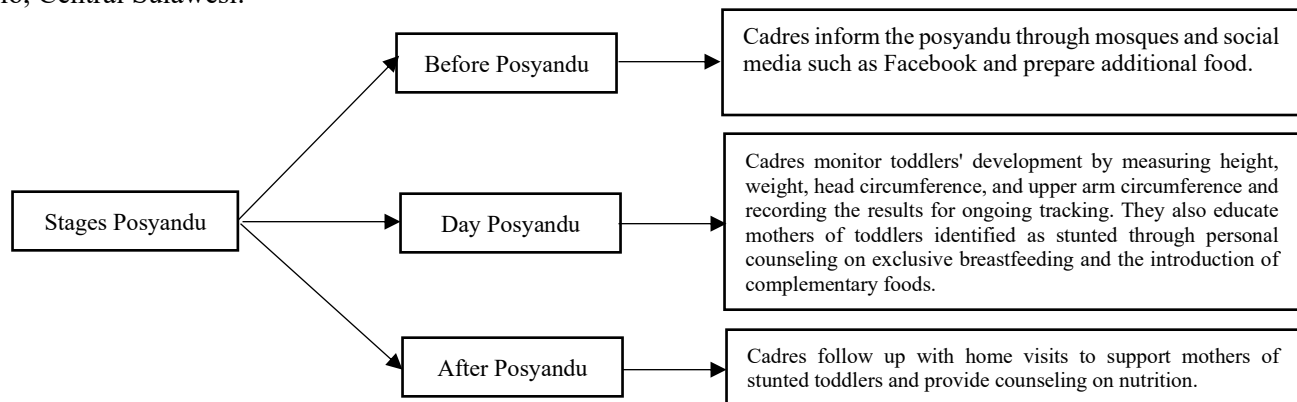 Central Sulawesi.
Stages Posyandu
Before Posyandu
Cadres inform the posyandu through mosques and social
media such as Facebook and prepare additional food.
Day Posyandu
Cadres monitor toddlers' development by measuring height,
weight, head circumference, and upper arm circumference and
recording the results for ongoing tracking. They also educate
mothers of toddlers identified as stunted through personal
counseling on exclusive breastfeeding and the introduction of
complementary foods.
After Posyandu
Cadres follow up with home visits to support mothers of
stunted toddlers and provide counseling on nutrition.